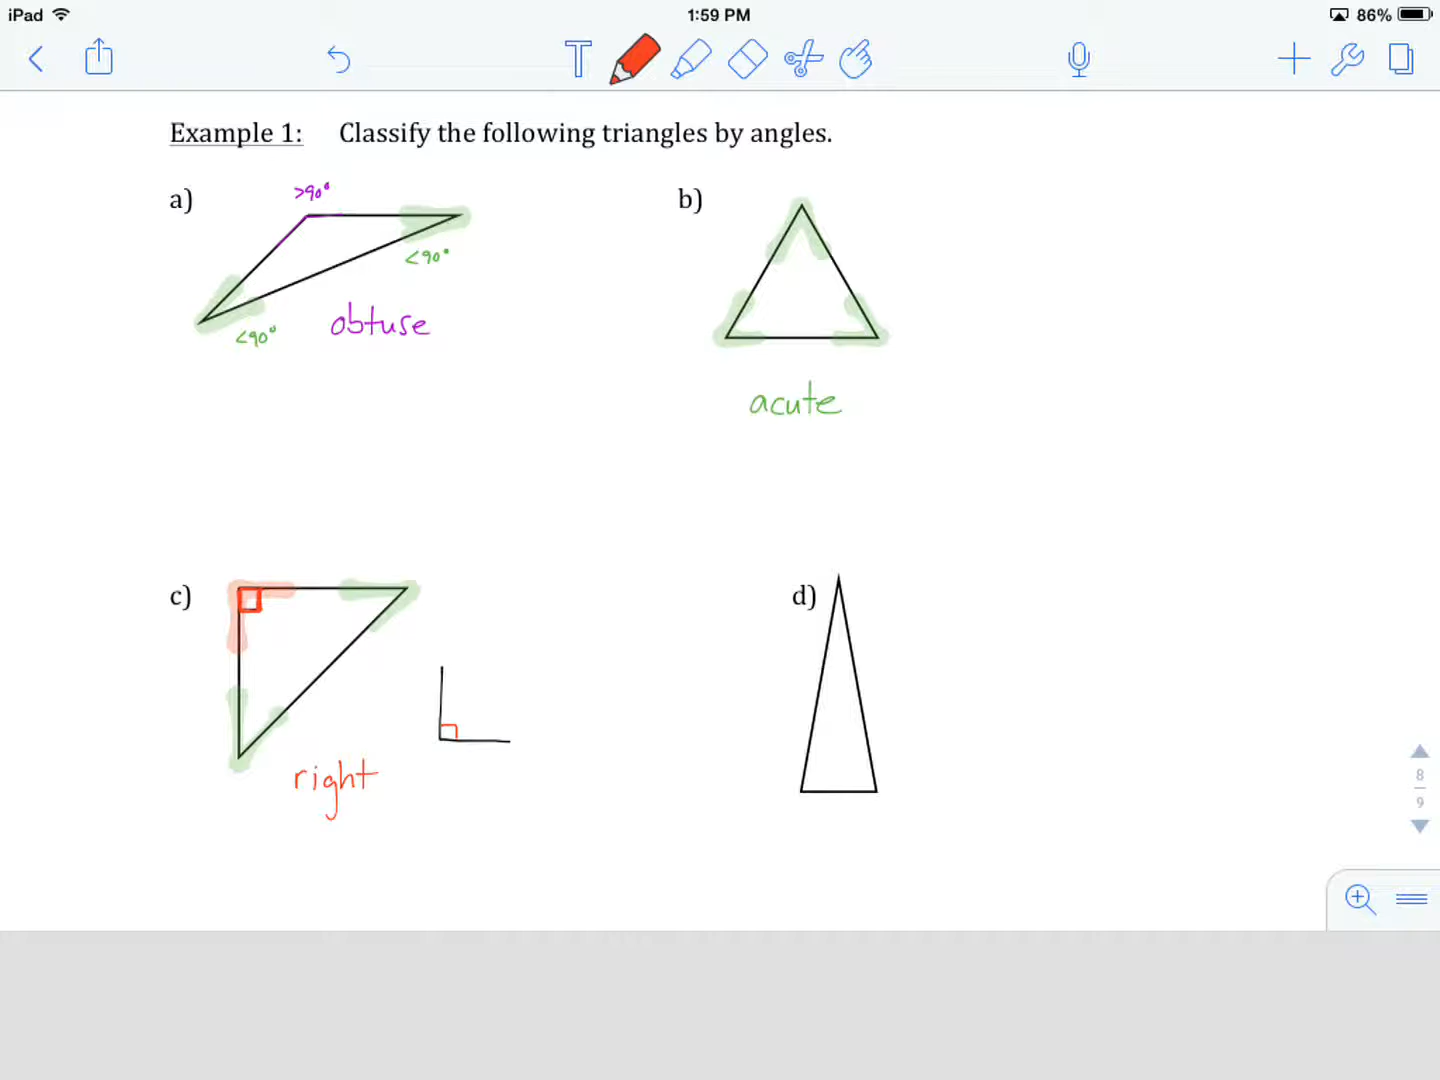 iPad 1:59 PM 86%
T
Example 1: Classify the following triangles by angles.
a) >90° b)
<90°
<90° obtuse
acute
c) d)
right
8
9